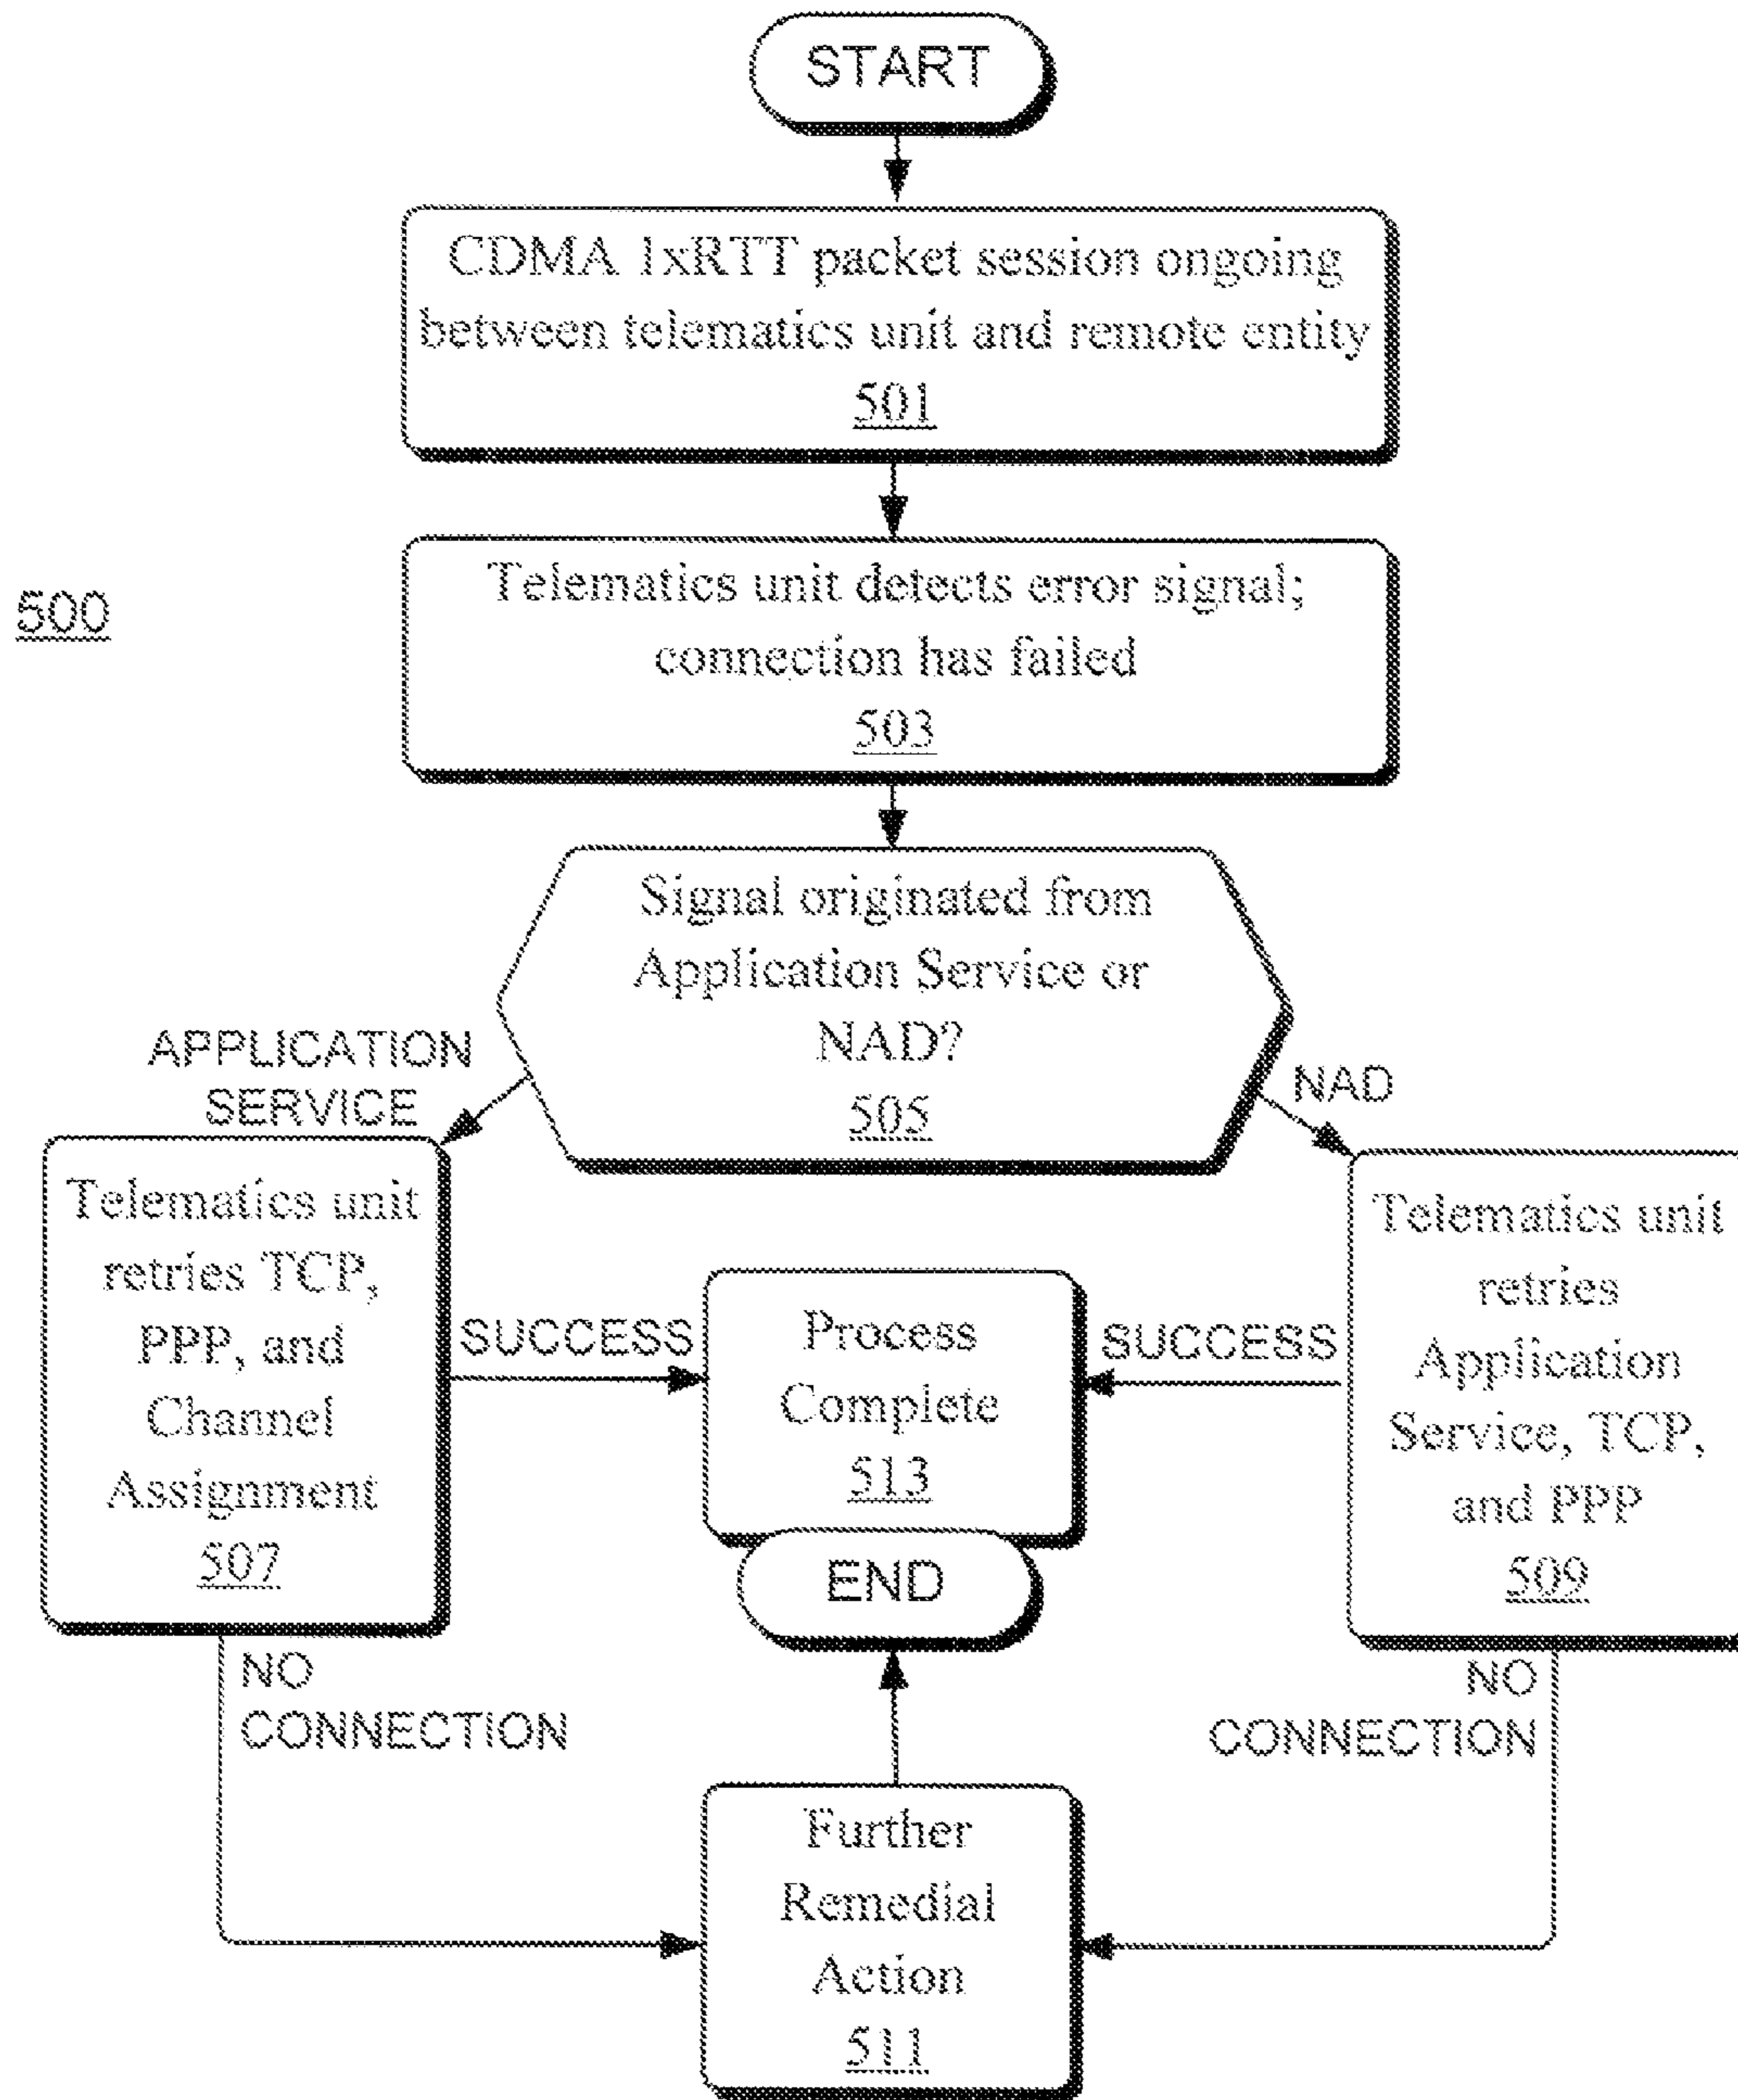 START
CDMA 1xRTT packet session ongoing
between telematics unit and remote entity
501
500
Telematics unit detects error signal;
connection has failed
503
Signal originated from
Application Service or
NAD?
505
APPLICATION
SERVICE
NAD
Telematics unit
retries TCP,
PPP, and
Channel
Assignment
507
SUCCESS
Process
Complete
513
SUCCESS
Telematics unit
retries
Application
Service, TCP,
and PPP
509
END
NO
CONNECTION
NO
CONNECTION
Further
Remedial
Action
511